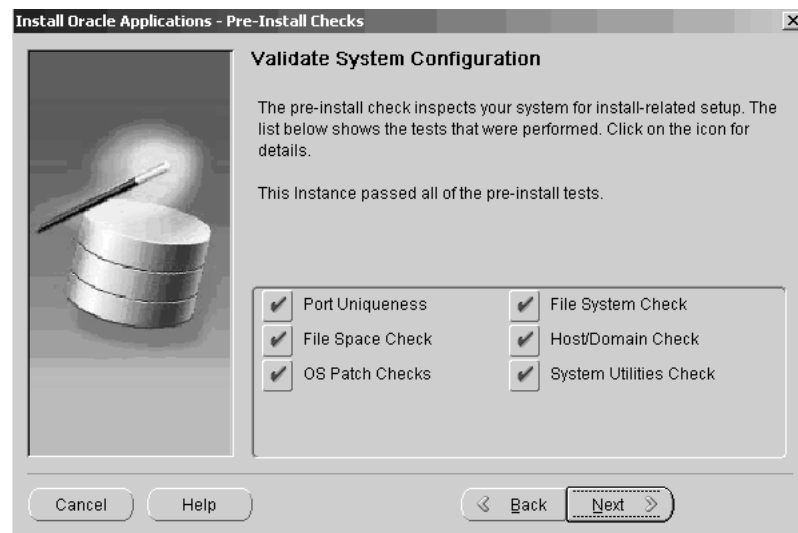 Install Oracle Applications - Pre-Install Checks
Validate System Configuration
The pre-install check inspects your system for install-related setup. The
list below shows the tests that were performed. Click on the icon for
details.
This Instance passed all of the pre-install tests.
Port Uniqueness
File System Check
File Space Check
Host/Domain Check
OS Patch Checks
System Utilities Check
Cancel
Help
Back
Next